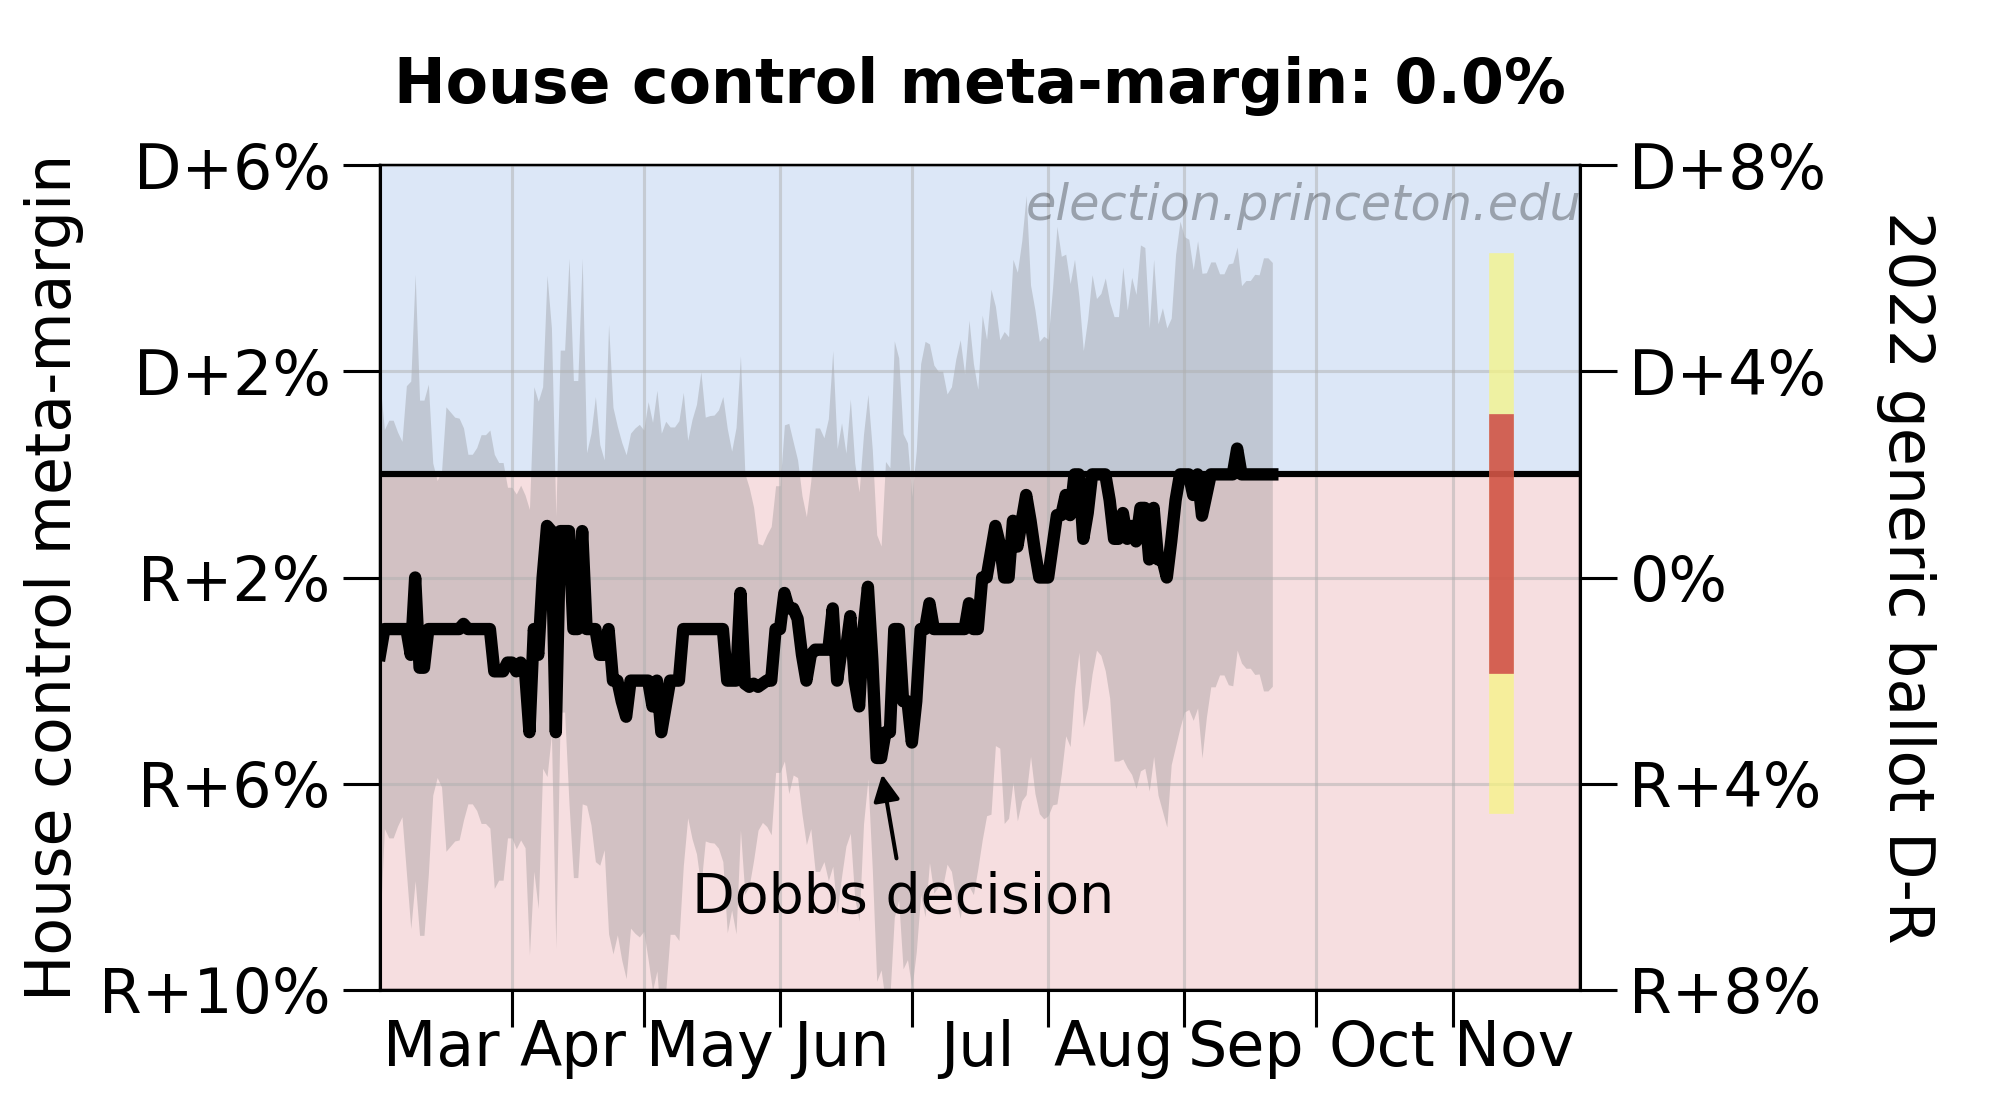 House control meta-margin: 0.0%
House control meta-margin
D+6%
D+2%
R+2%
R+6%
R+10%
election.princeton.edu
Dobbs decision
D+8%
D+4%
0%
R+4%
R+8%
2022 generic ballot D-R
Mar Apr May Jun Jul Aug Sep Oct Nov